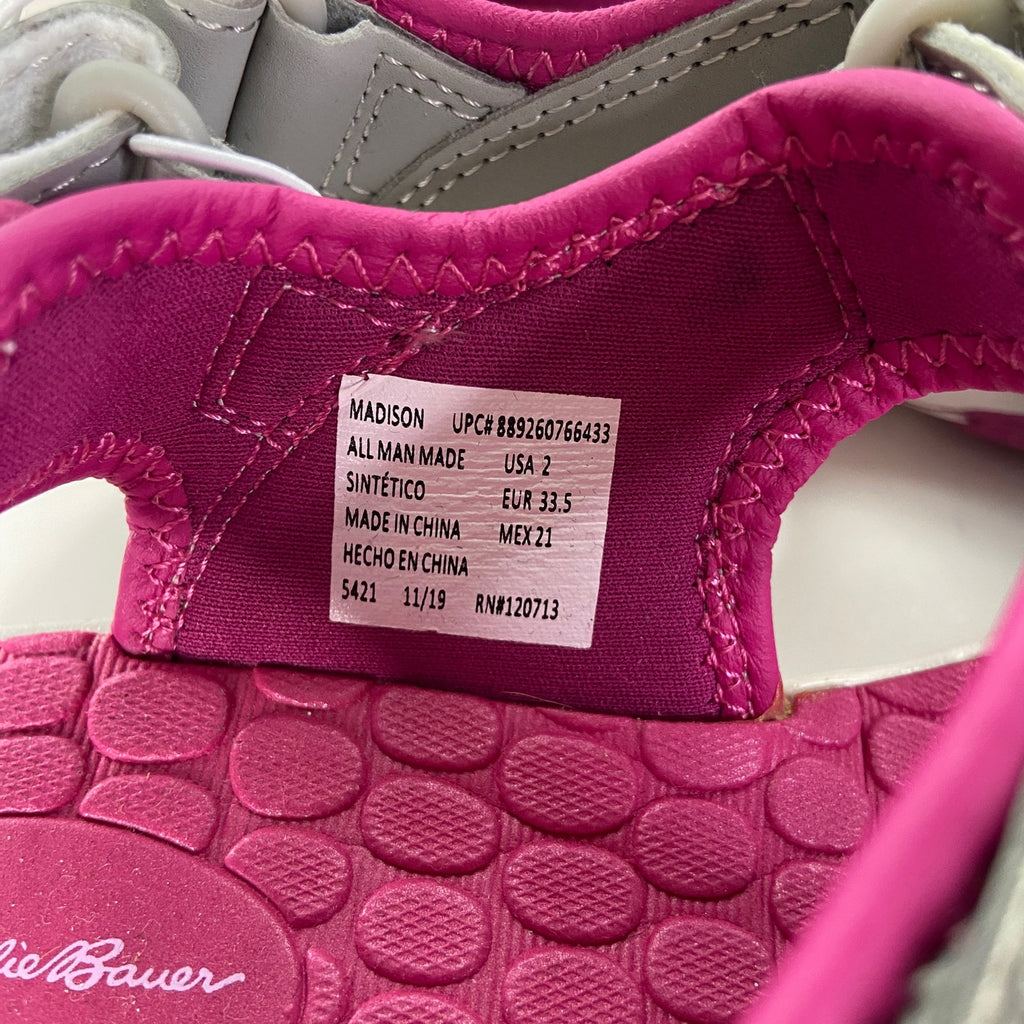 MADISON UPC# 889260766433
ALL MAN MADE USA 2
SINTÉTICO EUR 33.5
MADE IN CHINA MEX 21
HECHO EN CHINA
5421 11/19 RN#120713
Bauer